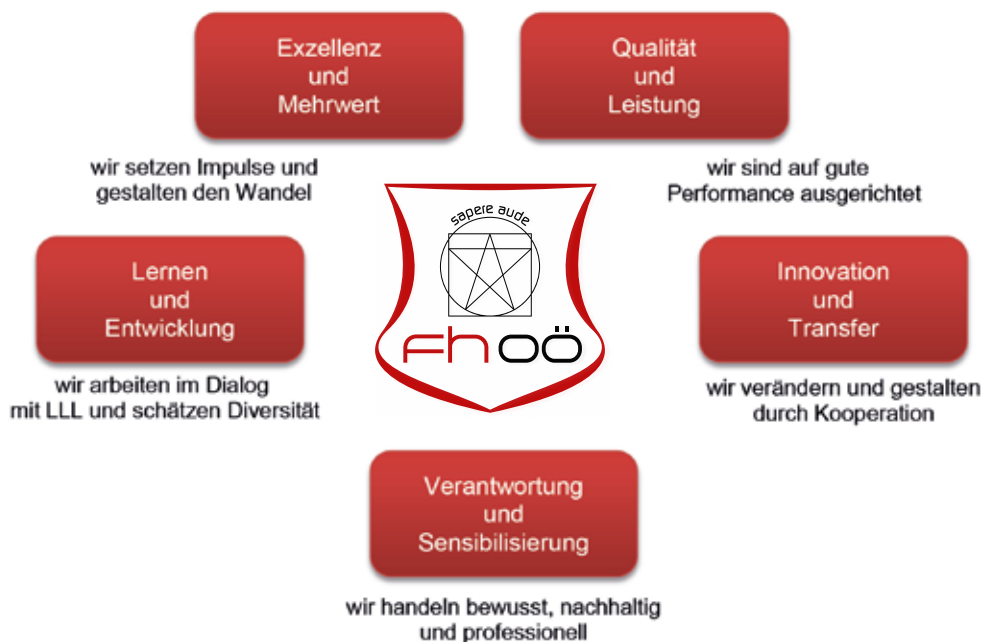 Exzellenz
und
Mehrwert
wir setzen Impulse und
gestalten den Wandel
Qualität
und
Leistung
wir sind auf gute
Performance ausgerichtet
sapere aude
fh oö
Lernen
und
Entwicklung
wir arbeiten im Dialog
mit LLL und schätzen Diversität
Innovation
und
Transfer
wir verändern und gestalten
durch Kooperation
Verantwortung
und
Sensibilisierung
wir handeln bewusst, nachhaltig
und professionell